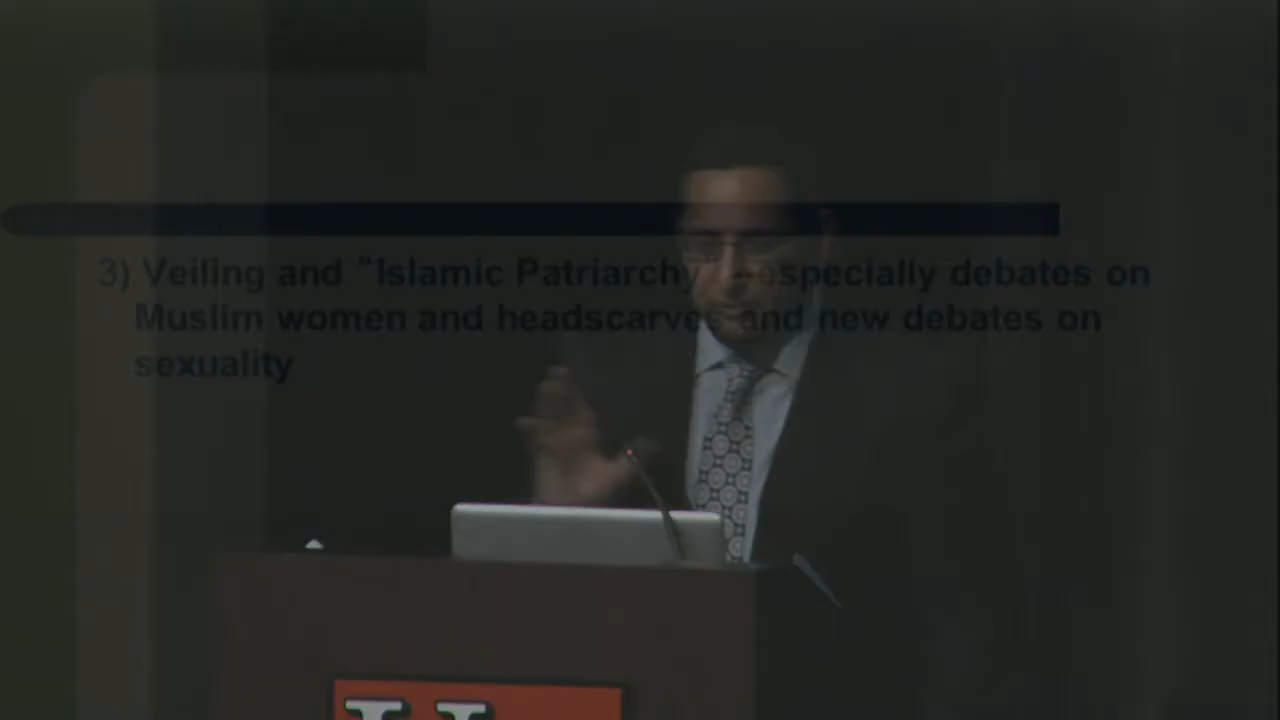 3) Veiling and "Islamic Patriarchy especially debates on
Muslim women and headscarves and new debates on
sexuality